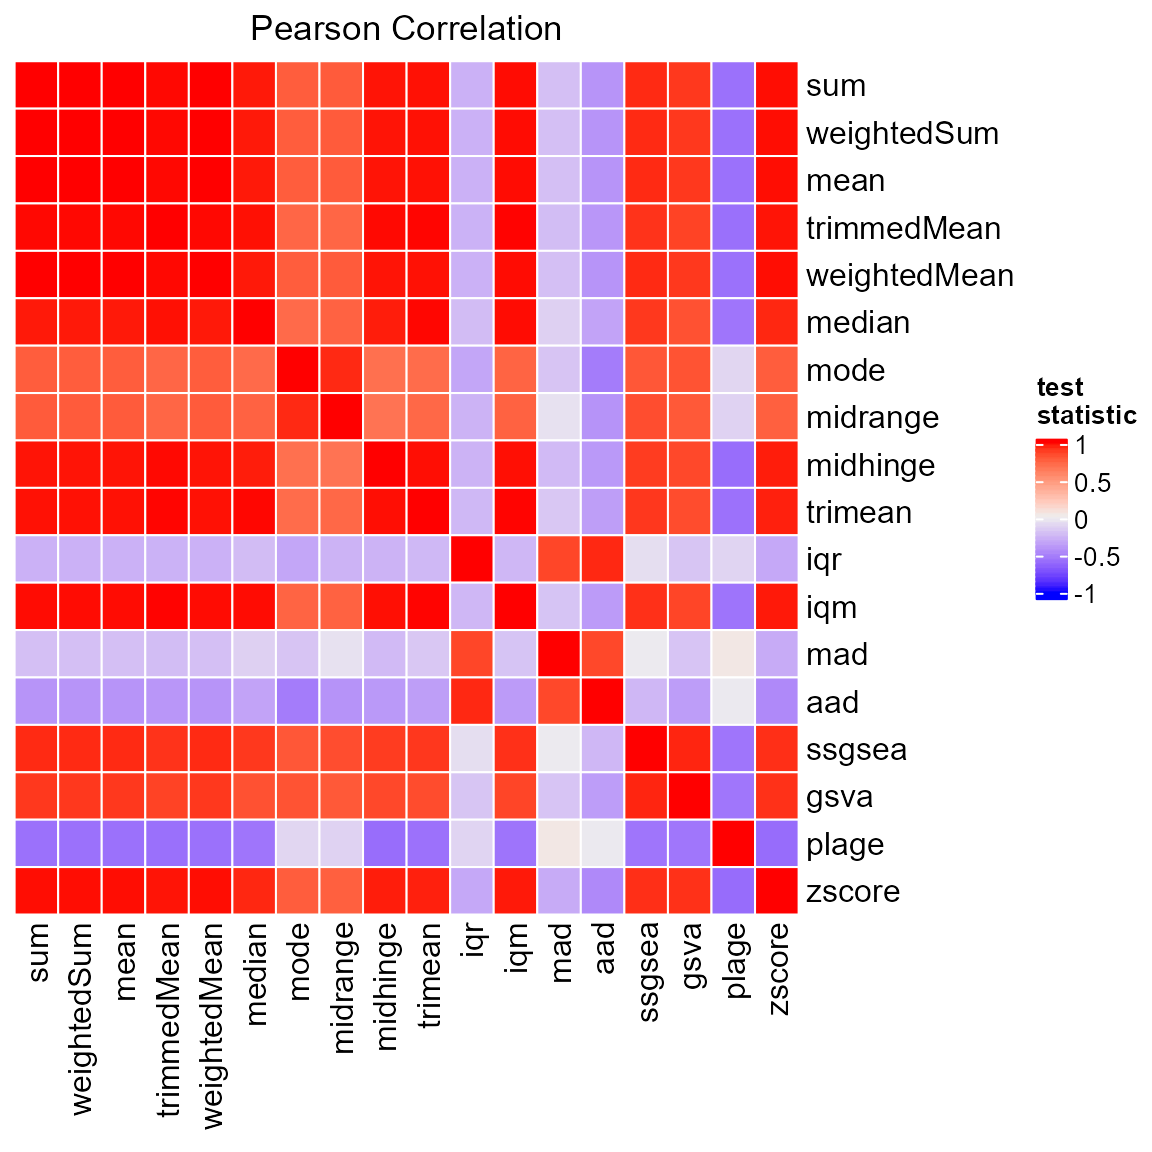 Pearson Correlation
sum
weightedSum
mean
trimmedMean
weightedMean
median
mode
midrange
midhinge
trimean
iqr
iqm
mad
aad
ssgsea
gsva
plage
zscore
test
statistic
1
0.5
0
-0.5
-1
sum
weightedSum
mean
trimmedMean
weightedMean
median
mode
midrange
midhinge
trimean
iqr
iqm
mad
aad
ssgsea
gsva
plage
zscore